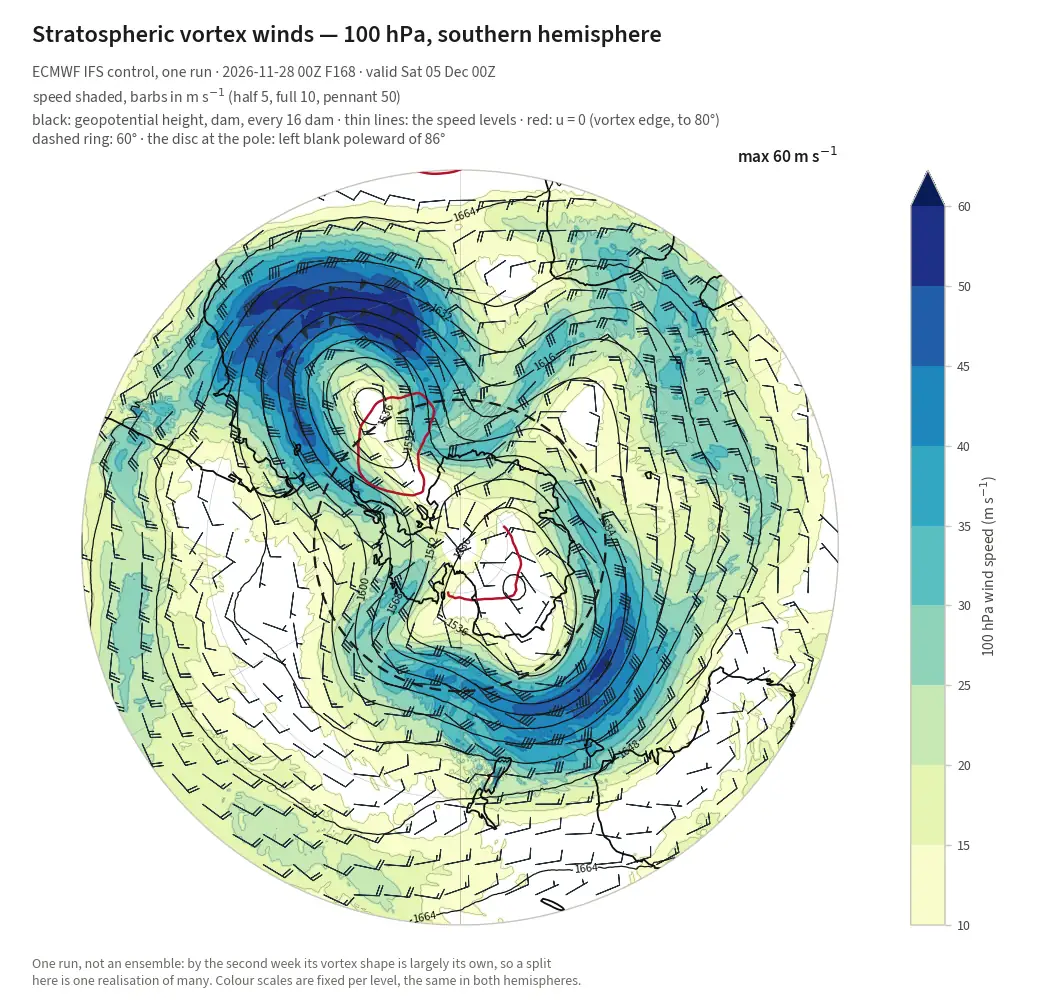 Stratospheric vortex winds — 100 hPa, southern hemisphere
ECMWF IFS control, one run · 2026-11-28 00Z F168 · valid Sat 05 Dec 00Z
speed shaded, barbs in m s⁻¹ (half 5, full 10, pennant 50)
black: geopotential height, dam, every 16 dam · thin lines: the speed levels · red: u = 0 (vortex edge, to 80°)
dashed ring: 60° · the disc at the pole: left blank poleward of 86°
max 60 m s⁻¹
1664
60
50
45
40
35
30
25
20
15
10
100 hPa wind speed (m s⁻¹)
1616
1552
1600
1568
1536
1648
1664
1664
One run, not an ensemble: by the second week its vortex shape is largely its own, so a split
here is one realisation of many. Colour scales are fixed per level, the same in both hemispheres.